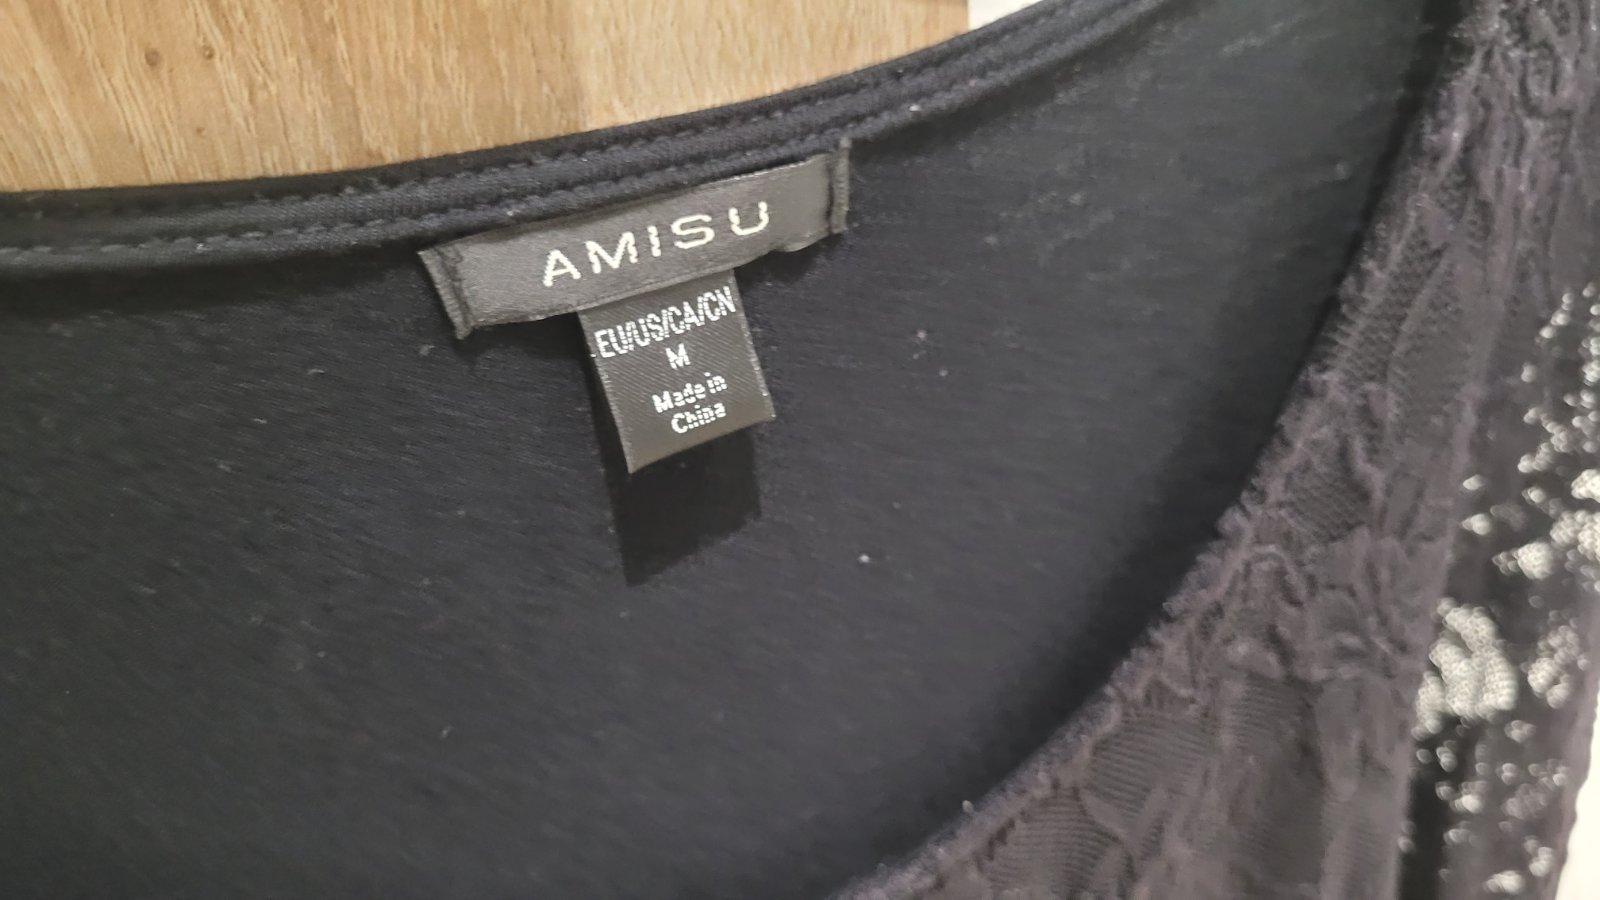 AMISU
EU/US/CA/CN
M
Made in
China